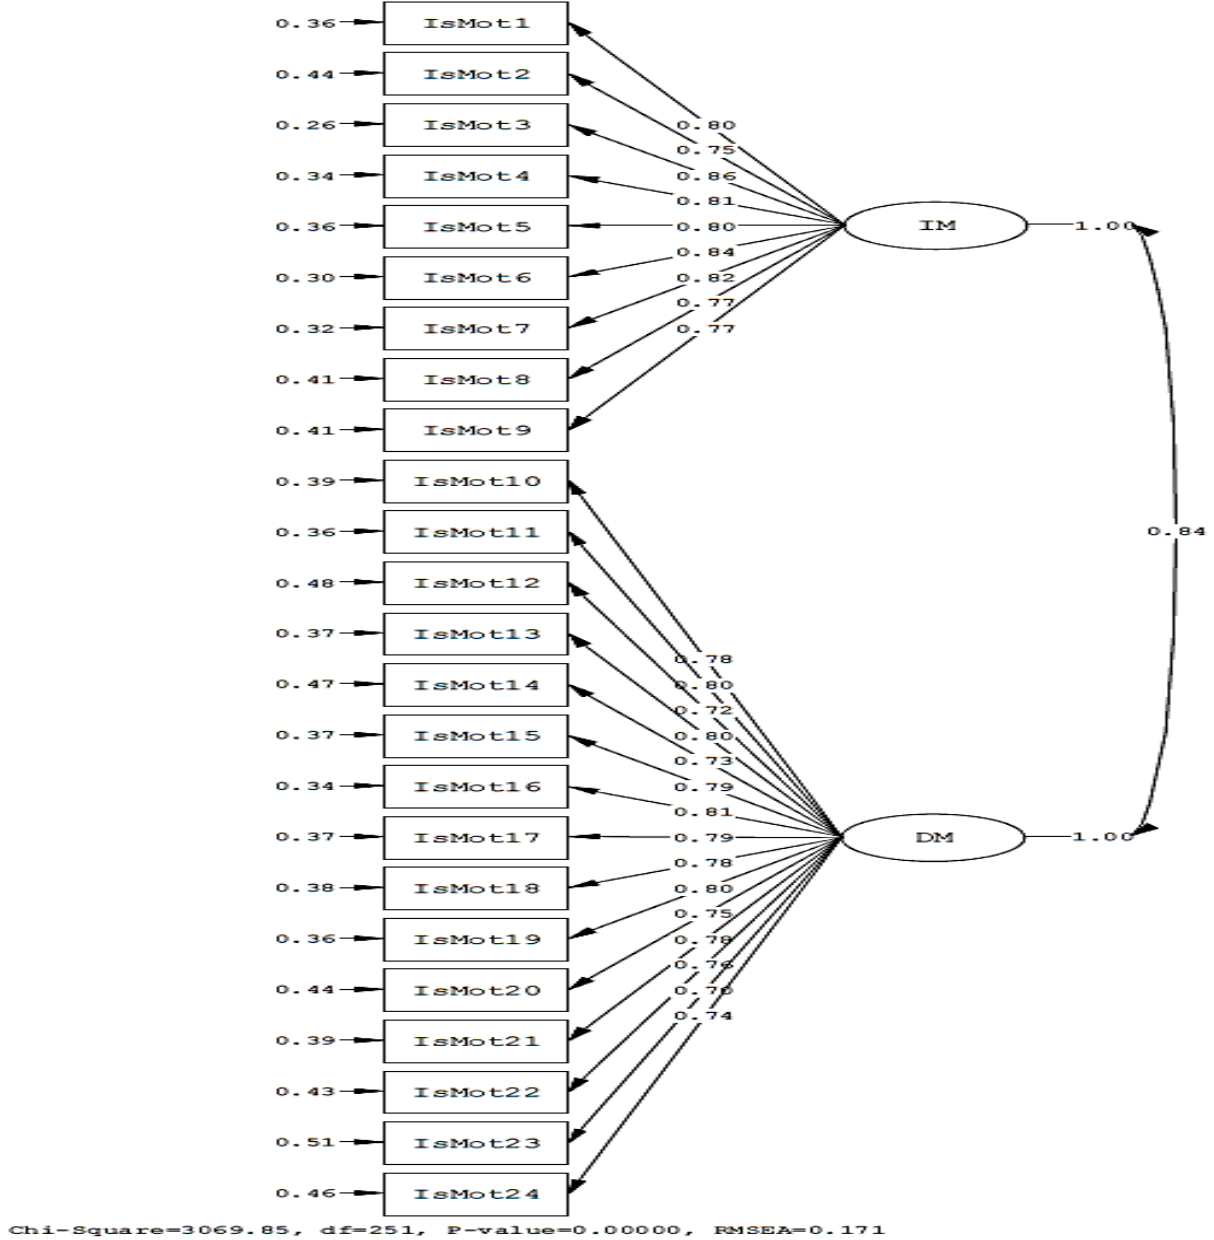 0.36 IsMot1
0.44 IsMot2
0.26 IsMot3 0.80
0.75
0.34 IsMot4 0.86
0.81
0.36 IsMot5 0.80 IM 1.00
0.84
0.30 IsMot6 0.82
0.77
0.32 IsMot7 0.77
0.41 IsMot8
0.41 IsMot9
0.39 IsMot10
0.36 IsMot11 0.84
0.48 IsMot12
0.37 IsMot13
0.78
0.47 IsMot14 0.80
0.72
0.37 IsMot15 0.80
0.73
0.34 IsMot16 0.79
0.81
0.37 IsMot17 0.79 DM 1.00
0.78
0.38 IsMot18 0.80
0.75
0.36 IsMot19 0.78
0.76
0.44 IsMot20 0.70
0.74
0.39 IsMot21
0.43 IsMot22
0.51 IsMot23
0.46 IsMot24
Chi-Square=3069.85, df=251, P-value=0.00000, RMSEA=0.171